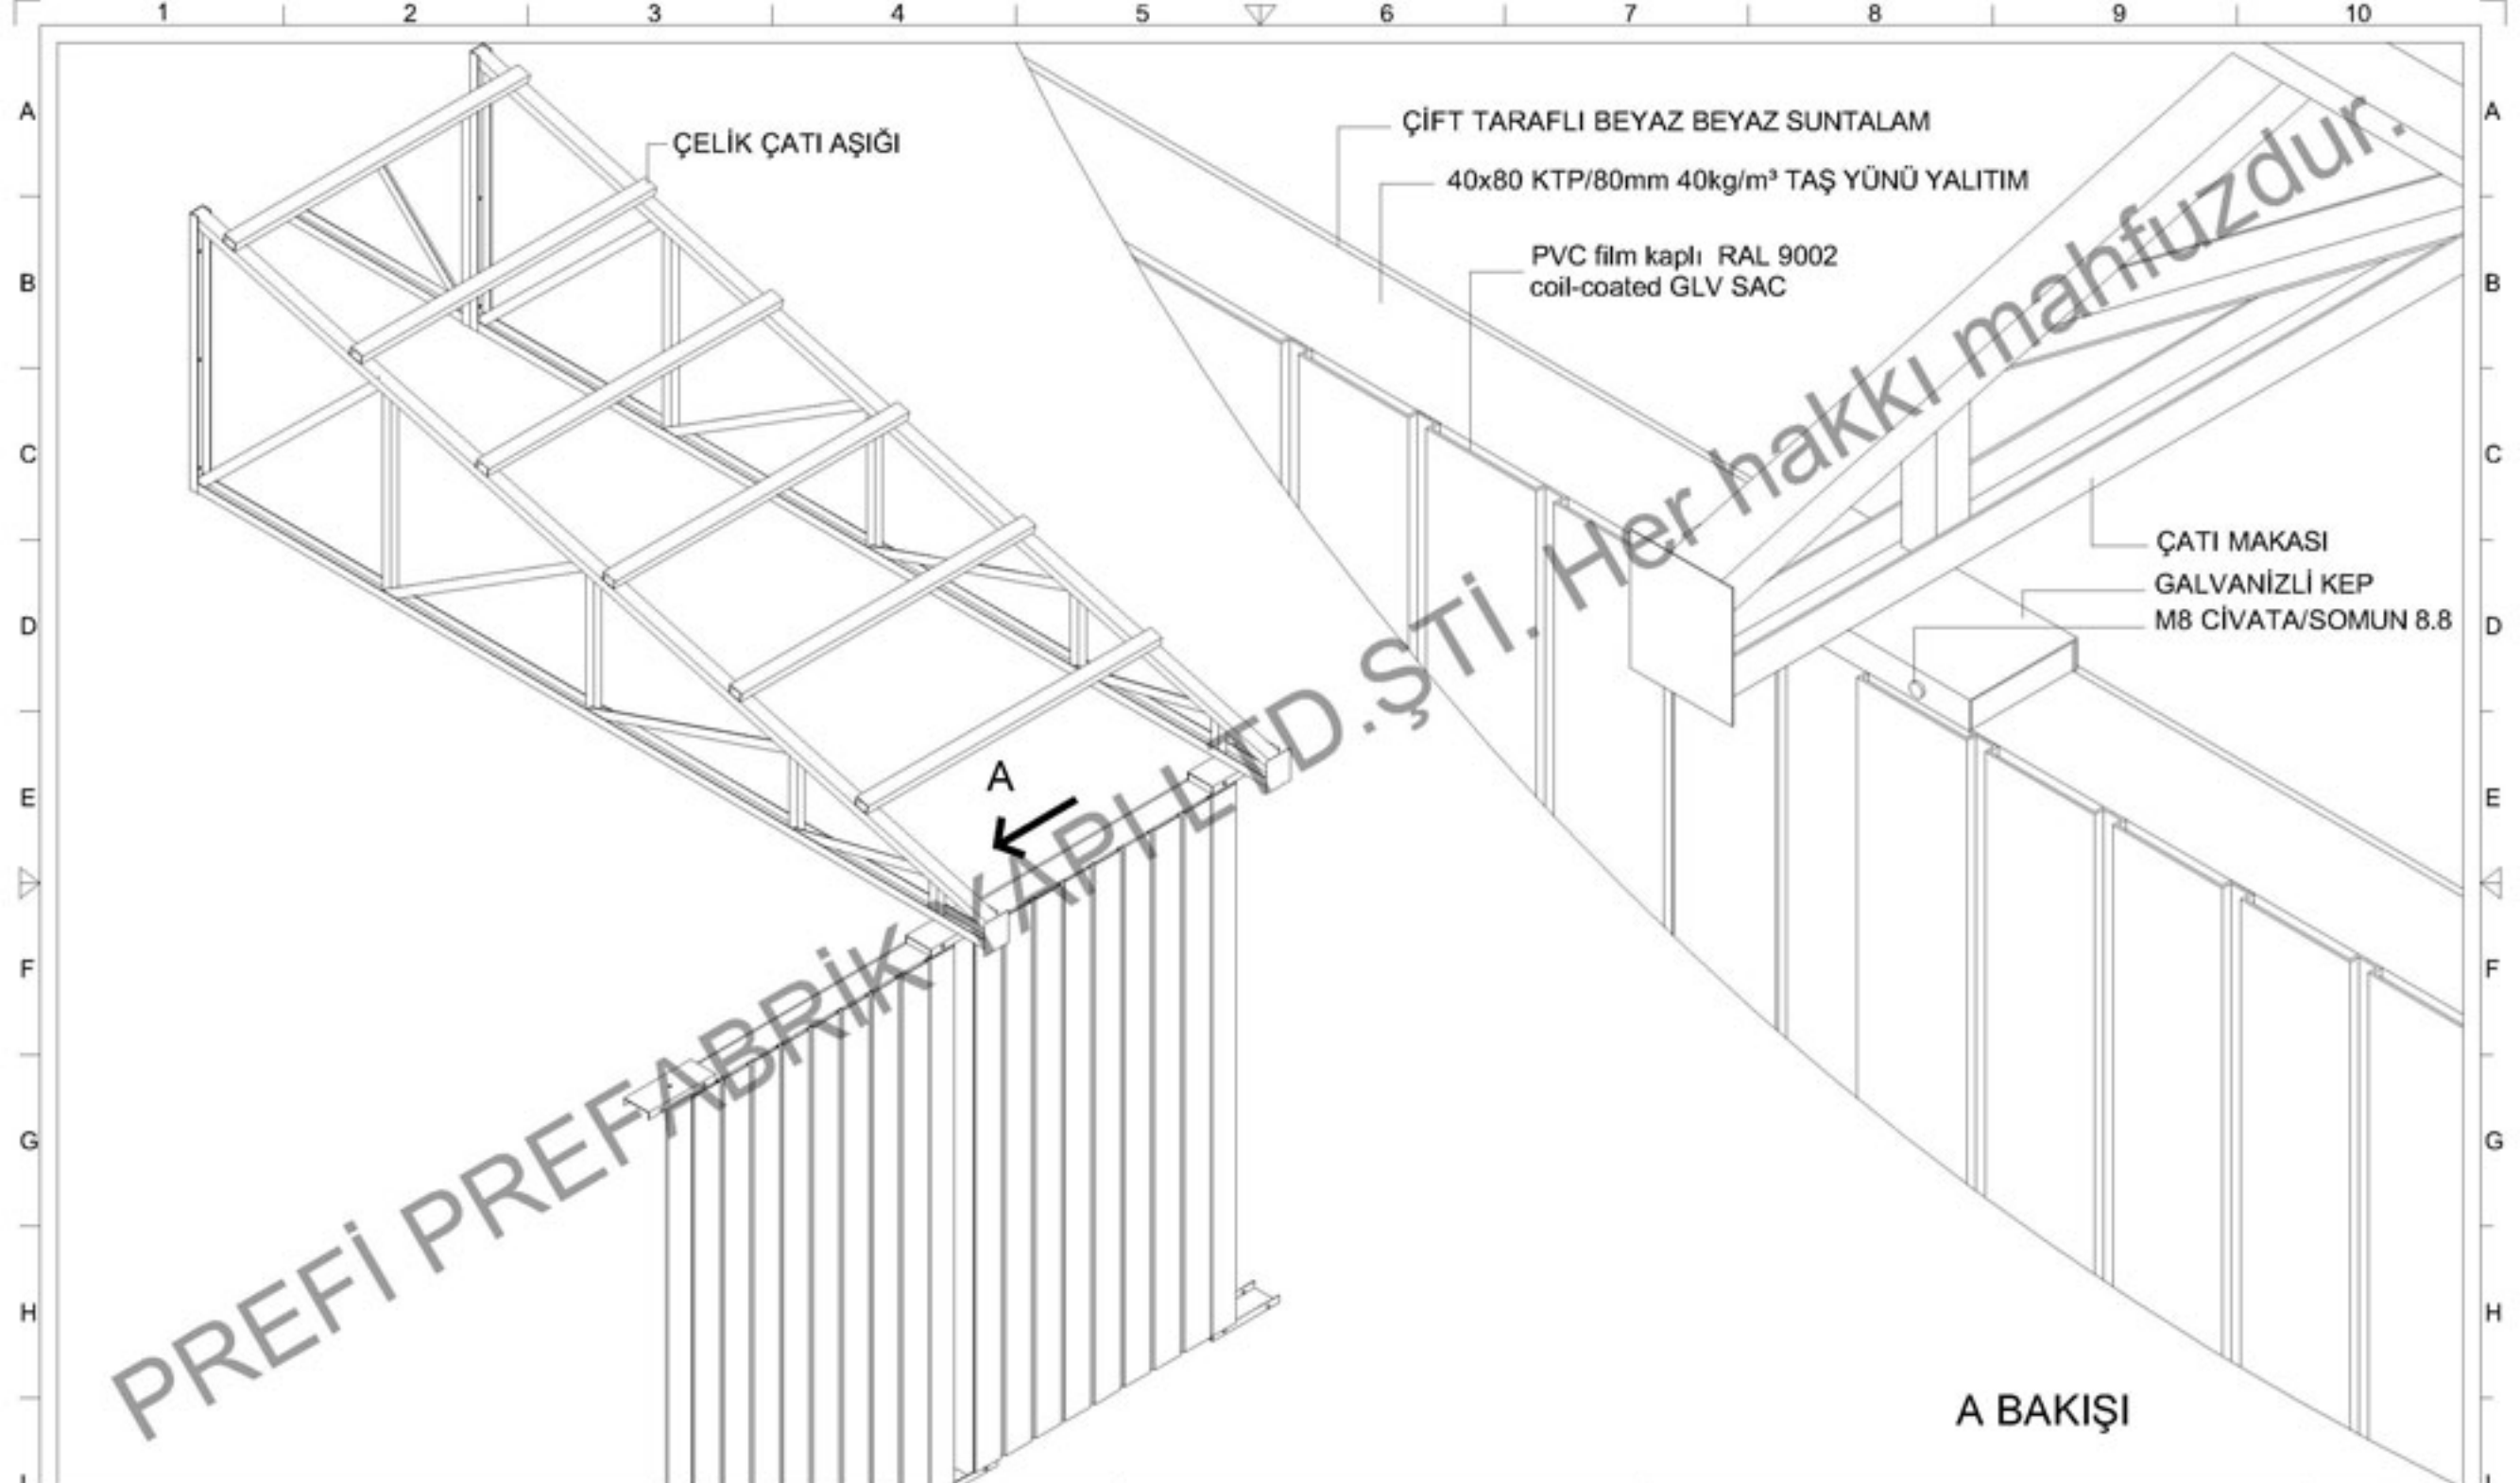 1 2 3 4 5 6 7 8 9 10
A A
B B
C C
D D
E E
F F
G G
H H
ÇELİK ÇATI AŞIĞI
ÇİFT TARAFLI BEYAZ BEYAZ SUNTALAM
40x80 KTP/80mm 40kg/m³ TAŞ YÜNÜ YALITIM
PVC film kaplı RAL 9002
coil-coated GLV SAC
ÇATI MAKASI
GALVANİZLİ KEP
M8 CİVATA/SOMUN 8.8
A
A BAKIŞI
PREFİ PREFABRİK YAPI LTD.ŞTİ. Her hakkı mahfuzdur.